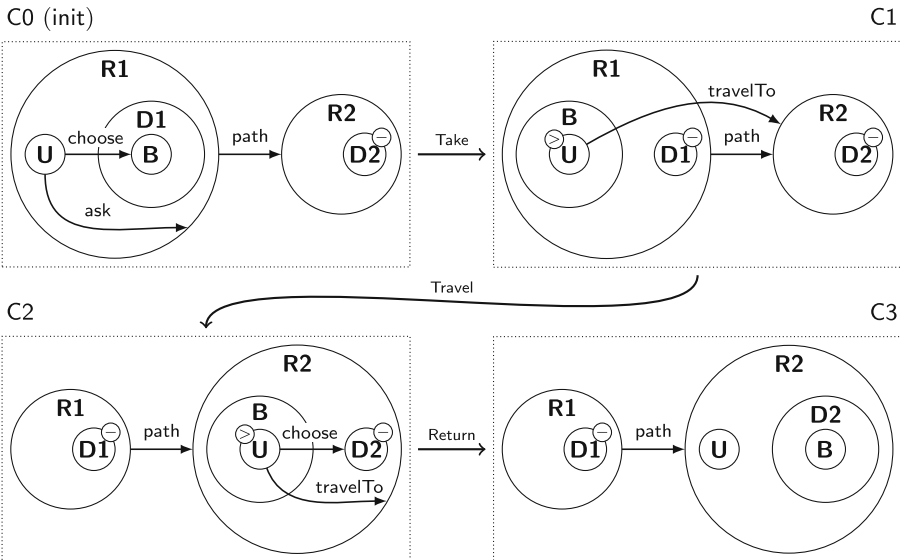 C0 (init)
C1
R1
D1
U
choose
B
ask
path
R2
D2
−
Take
R1
B
>
U
D1
−
travelTo
path
R2
D2
−
Travel
C2
C3
R1
D1
−
path
R2
B
>
U
choose
D2
−
travelTo
Return
R1
D1
−
path
R2
U
D2
B